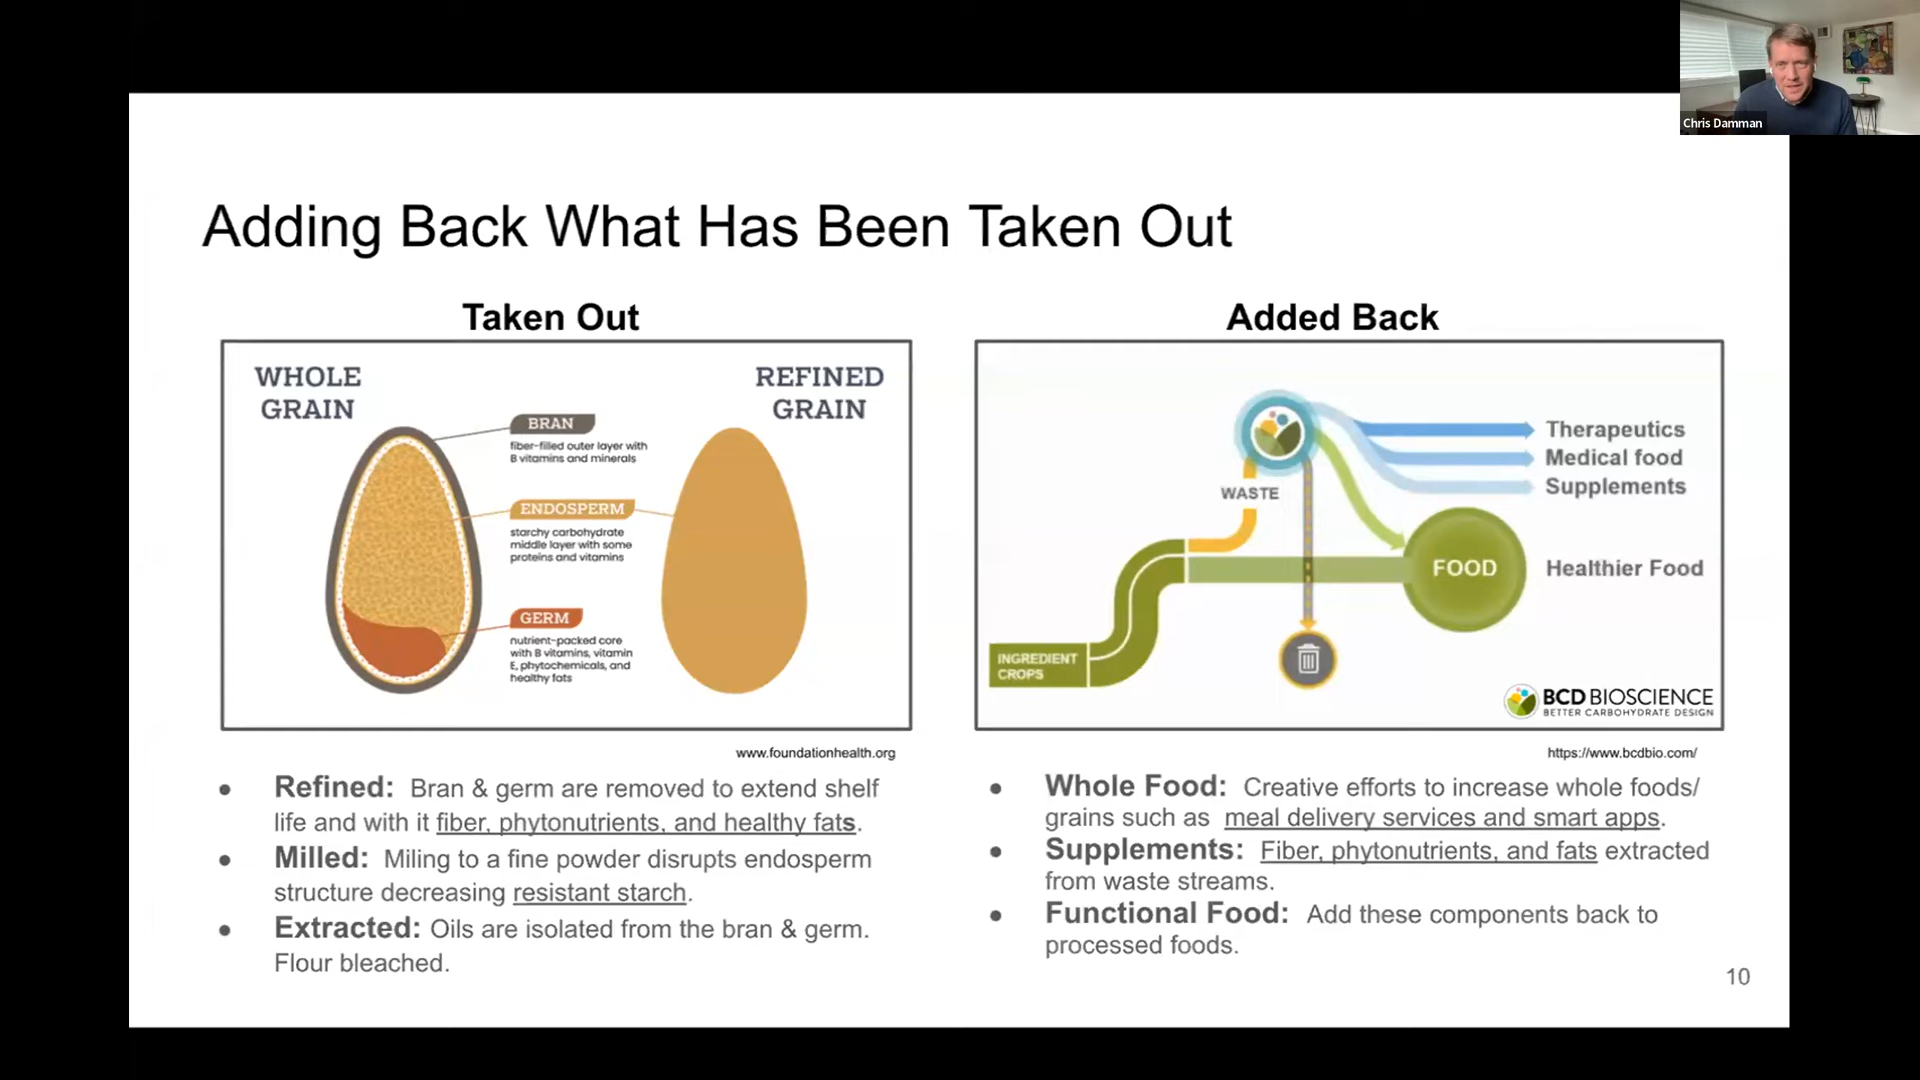 Chris Damman
Adding Back What Has Been Taken Out
Taken Out
WHOLE
GRAIN
REFINED
GRAIN
BRAN
fiber-filled outer layer with
B vitamins and minerals
ENDOSPERM
starchy carbohydrate
middle layer with some
proteins and vitamins
GERM
nutrient-packed core
with B vitamins, vitamin
E, phytochemicals, and
healthy fats
www.foundationhealth.org
● Refined: Bran & germ are removed to extend shelf
life and with it fiber, phytonutrients, and healthy fats.
● Milled: Miling to a fine powder disrupts endosperm
structure decreasing resistant starch.
● Extracted: Oils are isolated from the bran & germ.
Flour bleached.
Added Back
Therapeutics
Medical food
Supplements
WASTE
FOOD
Healthier Food
INGREDIENT
CROPS
BCD BIOSCIENCE
BETTER CARBOHYDRATE DESIGN
https://www.bcdbio.com/
● Whole Food: Creative efforts to increase whole foods/
grains such as meal delivery services and smart apps.
● Supplements: Fiber, phytonutrients, and fats extracted
from waste streams.
● Functional Food: Add these components back to
processed foods.
10